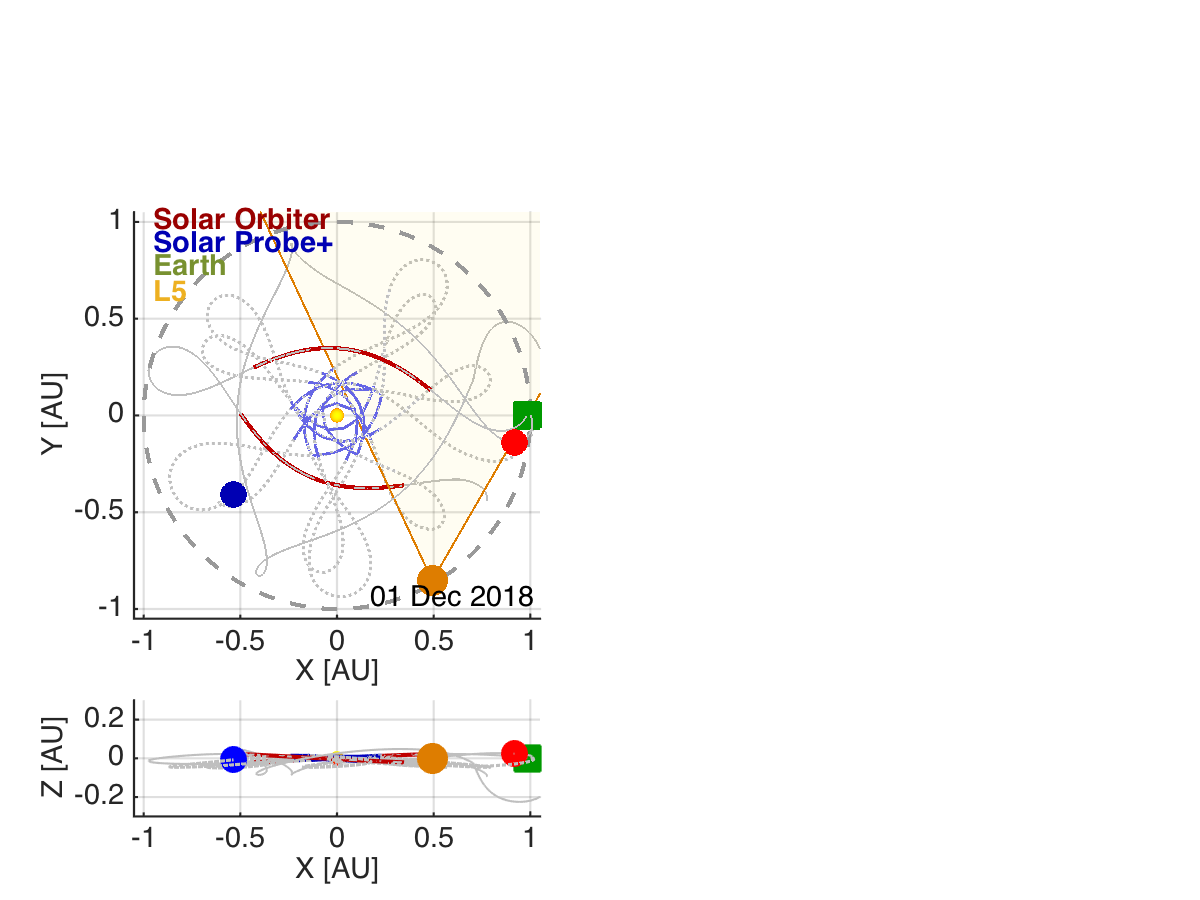 Solar Orbiter
Solar Probe+
Earth
L5
1
0.5
0
-0.5
-1
Y [AU]
01 Dec 2018
-1 -0.5 0 0.5 1
X [AU]
0.2
0
-0.2
Z [AU]
-1 -0.5 0 0.5 1
X [AU]